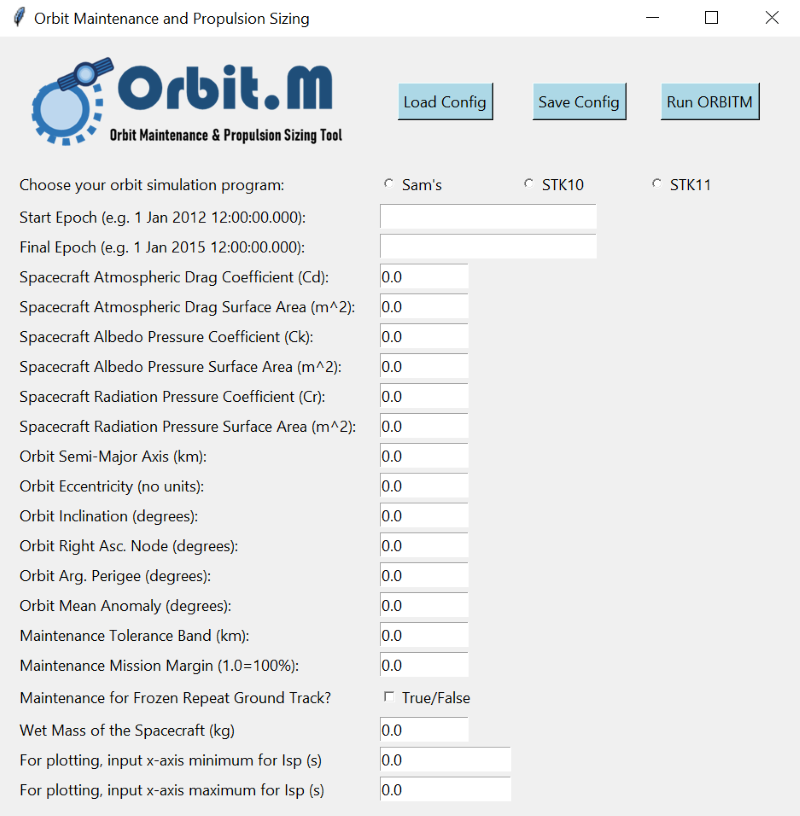 Orbit Maintenance and Propulsion Sizing
Orbit.M
Orbit Maintenance & Propulsion Sizing Tool
Load Config Save Config Run ORBITM
Choose your orbit simulation program: Sam's STK10 STK11
Start Epoch (e.g. 1 Jan 2012 12:00:00.000):
Final Epoch (e.g. 1 Jan 2015 12:00:00.000):
Spacecraft Atmospheric Drag Coefficient (Cd): 0.0
Spacecraft Atmospheric Drag Surface Area (m^2): 0.0
Spacecraft Albedo Pressure Coefficient (Ck): 0.0
Spacecraft Albedo Pressure Surface Area (m^2): 0.0
Spacecraft Radiation Pressure Coefficient (Cr): 0.0
Spacecraft Radiation Pressure Surface Area (m^2): 0.0
Orbit Semi-Major Axis (km): 0.0
Orbit Eccentricity (no units): 0.0
Orbit Inclination (degrees): 0.0
Orbit Right Asc. Node (degrees): 0.0
Orbit Arg. Perigee (degrees): 0.0
Orbit Mean Anomaly (degrees): 0.0
Maintenance Tolerance Band (km): 0.0
Maintenance Mission Margin (1.0=100%): 0.0
Maintenance for Frozen Repeat Ground Track? True/False
Wet Mass of the Spacecraft (kg) 0.0
For plotting, input x-axis minimum for Isp (s) 0.0
For plotting, input x-axis maximum for Isp (s) 0.0